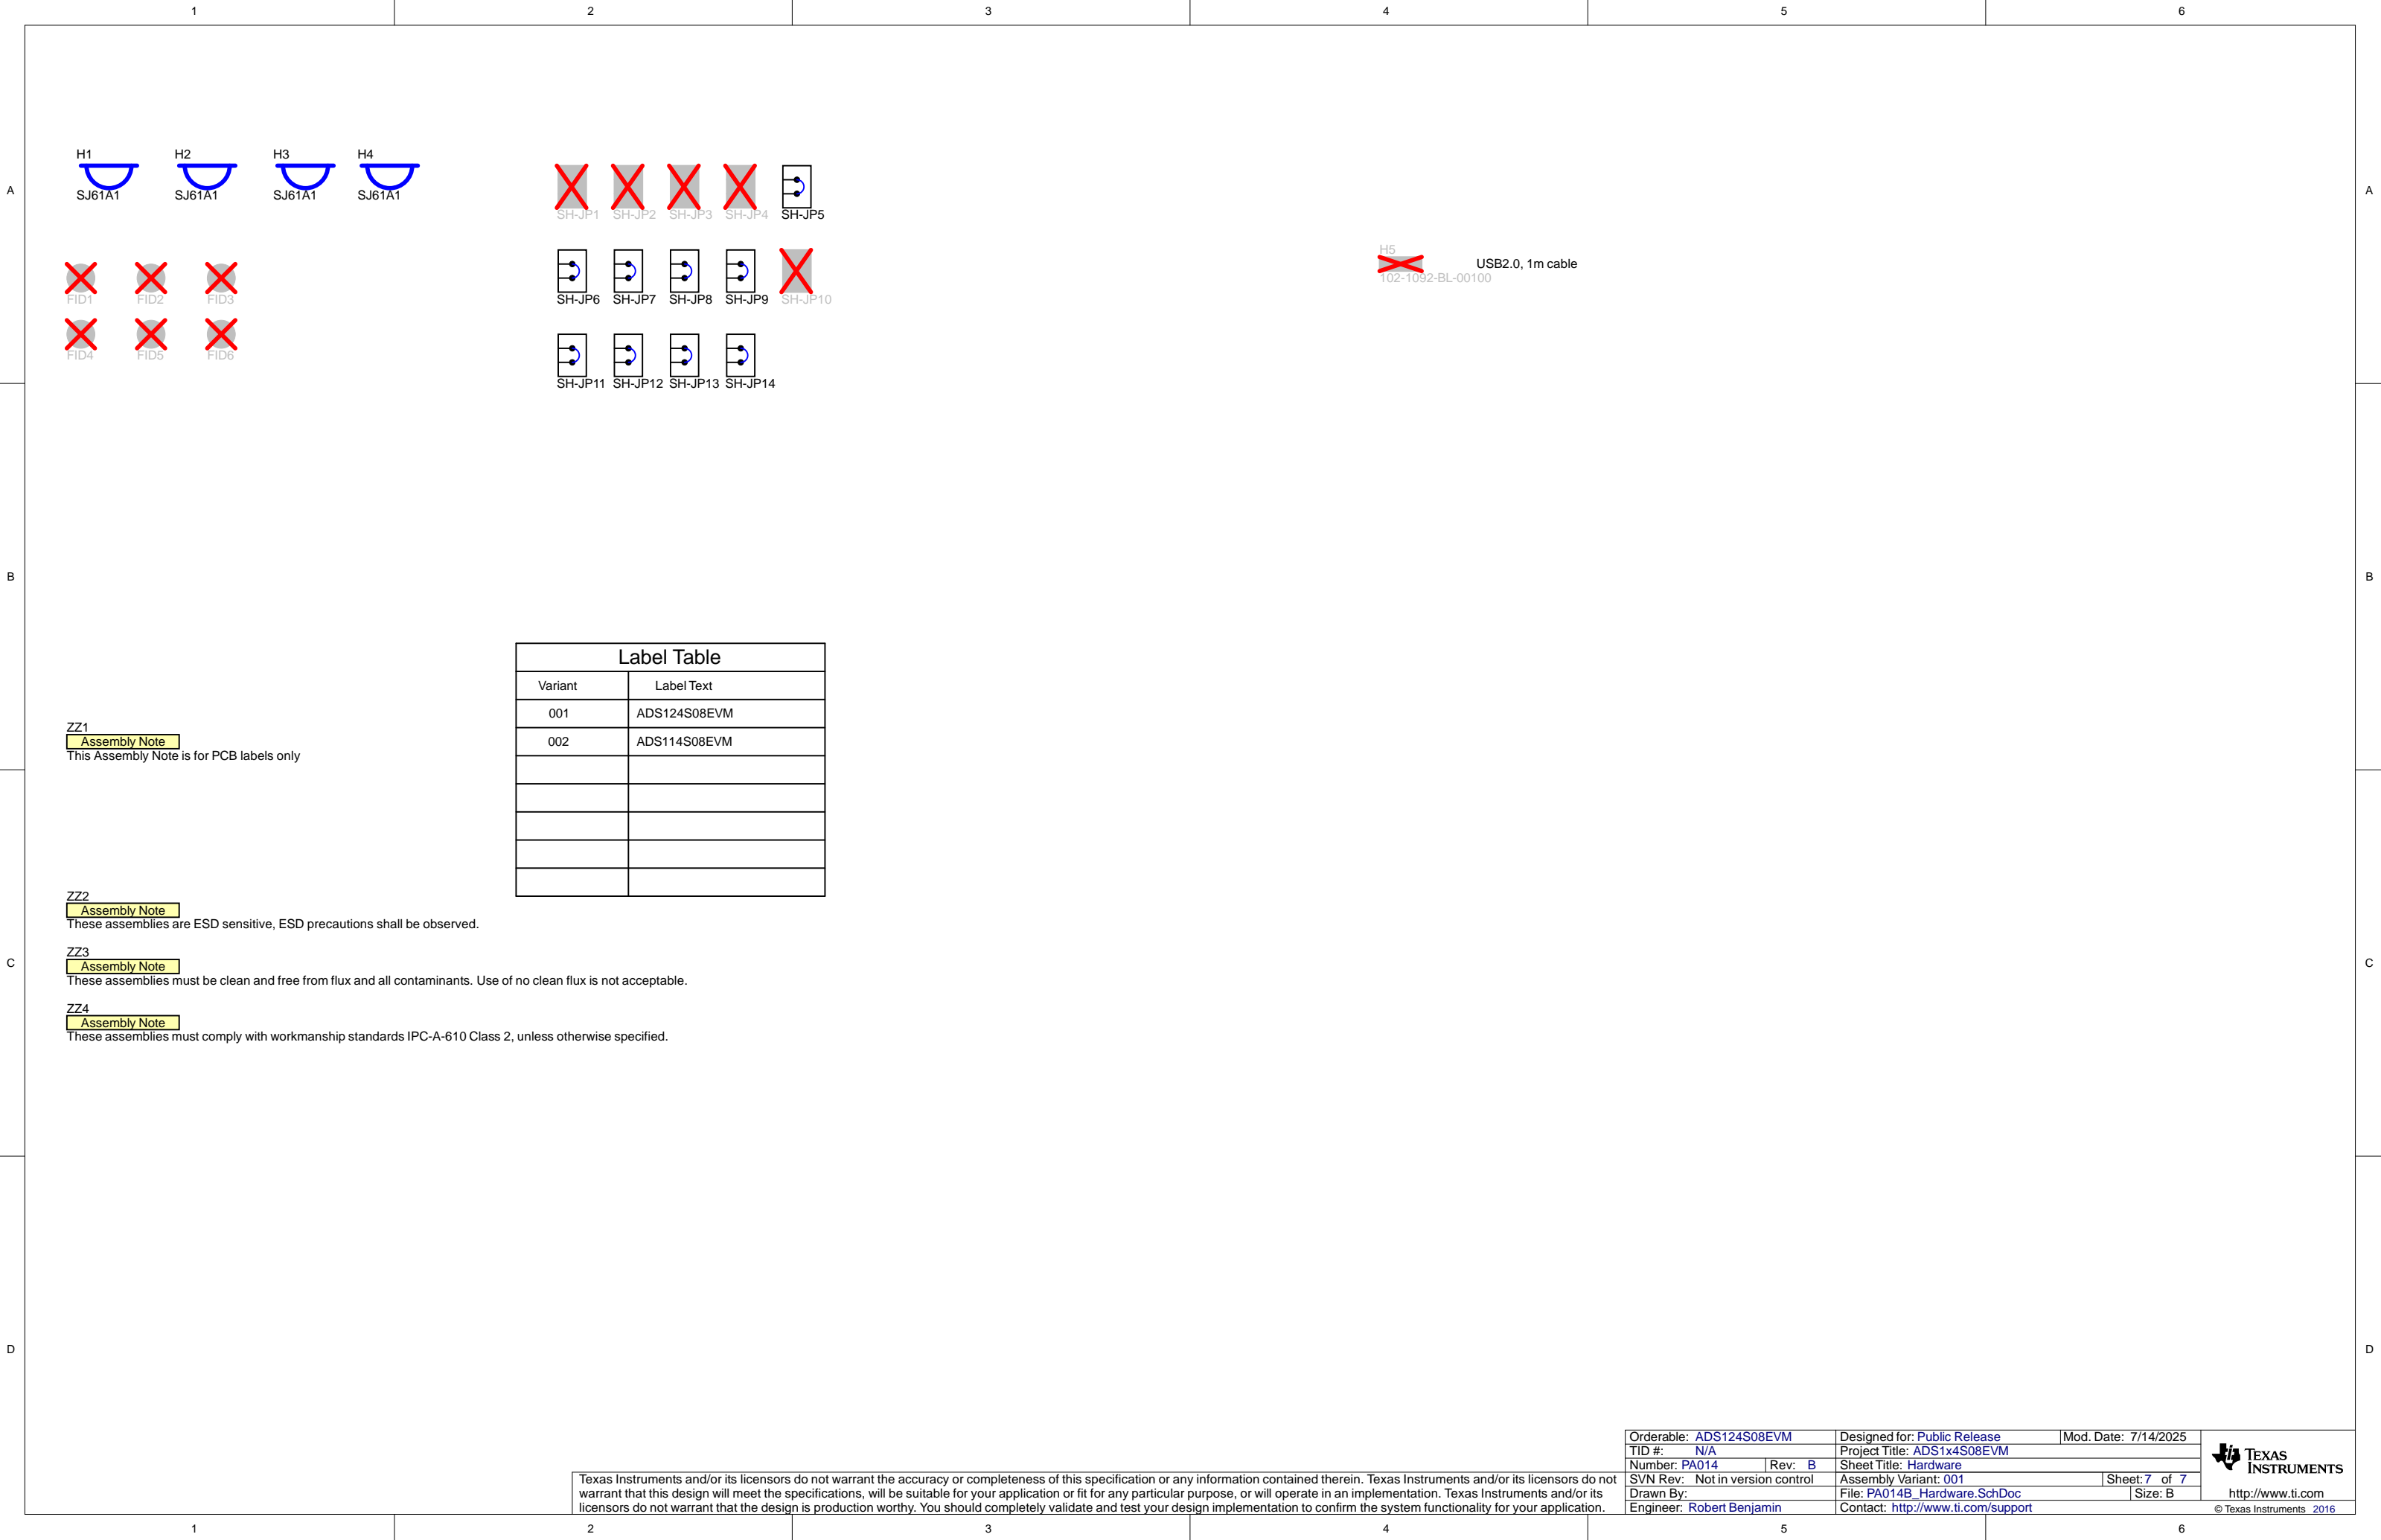 1 2 3 4 5 6
A A
H1 H2 H3 H4
SJ61A1 SJ61A1 SJ61A1 SJ61A1
SH-JP1 SH-JP2 SH-JP3 SH-JP4 SH-JP5
H5
USB2.0, 1m cable
102-1092-BL-00100
FID1 FID2 FID3
SH-JP6 SH-JP7 SH-JP8 SH-JP9 SH-JP10
FID4 FID5 FID6
SH-JP11 SH-JP12 SH-JP13 SH-JP14
B B
Label Table
Variant Label Text
001 ADS124S08EVM
002 ADS114S08EVM
ZZ1
Assembly Note
This Assembly Note is for PCB labels only
ZZ2
Assembly Note
These assemblies are ESD sensitive, ESD precautions shall be observed.
C C
ZZ3
Assembly Note
These assemblies must be clean and free from flux and all contaminants. Use of no clean flux is not acceptable.
ZZ4
Assembly Note
These assemblies must comply with workmanship standards IPC-A-610 Class 2, unless otherwise specified.
D D
Texas Instruments and/or its licensors do not warrant the accuracy or completeness of this specification or any information contained therein. Texas Instruments and/or its licensors do not
warrant that this design will meet the specifications, will be suitable for your application or fit for any particular purpose, or will operate in an implementation. Texas Instruments and/or its
licensors do not warrant that the design is production worthy. You should completely validate and test your design implementation to confirm the system functionality for your application.
Orderable: ADS124S08EVM Designed for: Public Release Mod. Date: 7/14/2025
TID #: N/A Project Title: ADS1x4S08EVM
Number: PA014 Rev: B Sheet Title: Hardware
SVN Rev: Not in version control Assembly Variant: 001 Sheet: 7 of 7
Drawn By: File: PA014B_Hardware.SchDoc Size: B
Engineer: Robert Benjamin Contact: http://www.ti.com/support
TEXAS
INSTRUMENTS
http://www.ti.com
© Texas Instruments 2016
1 2 3 4 5 6